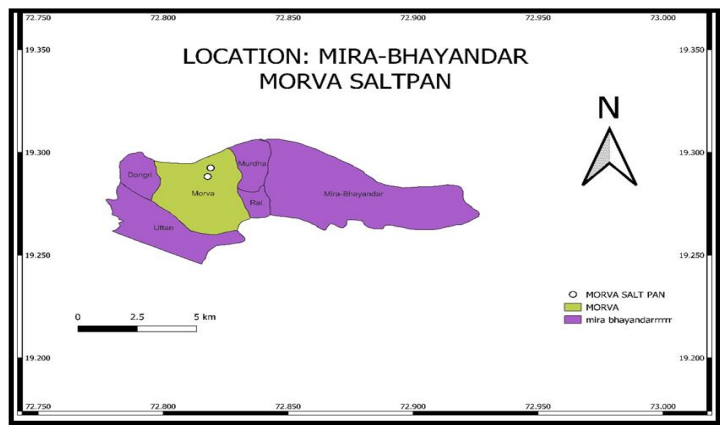 72.750 72.800 72.850 72.900 72.950 73.000
LOCATION: MIRA-BHAYANDAR
MORVA SALTPAN
19.350 19.350
N
19.300 19.300
Dongri Murdha
Morva Rai Mira-Bhayandar
Uttan
19.250 19.250
MORVA SALT PAN
MORVA
mira bhayandarrrrrr
0 2.5 5 km
19.200 19.200
72.750 72.800 72.850 72.900 72.950 73.000